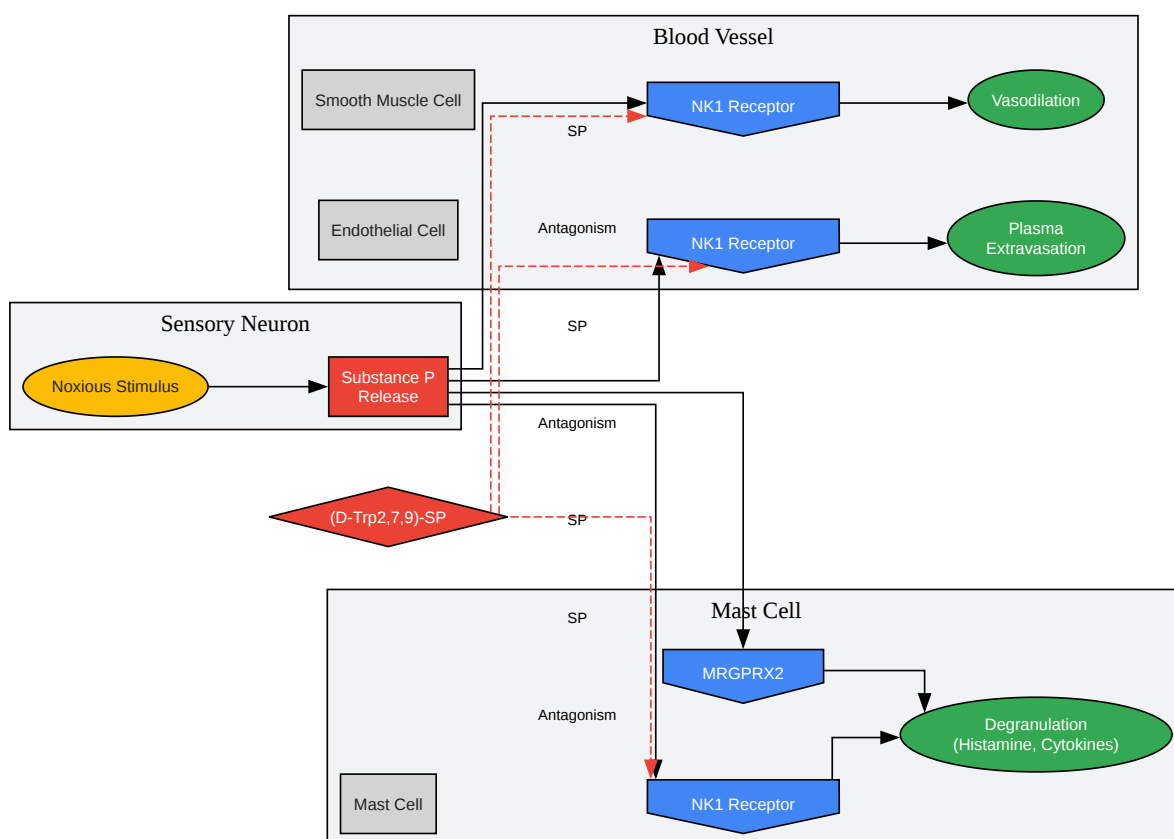 Blood Vessel
Smooth Muscle Cell
NK1 Receptor
Vasodilation
SP
Endothelial Cell
Antagonism
NK1 Receptor
Plasma
Extravasation
Sensory Neuron
SP
Noxious Stimulus
Substance P
Release
Antagonism
(D-Trp2,7,9)-SP
SP
Mast Cell
SP
MRGPRX2
Antagonism
Degranulation
(Histamine, Cytokines)
Mast Cell
NK1 Receptor